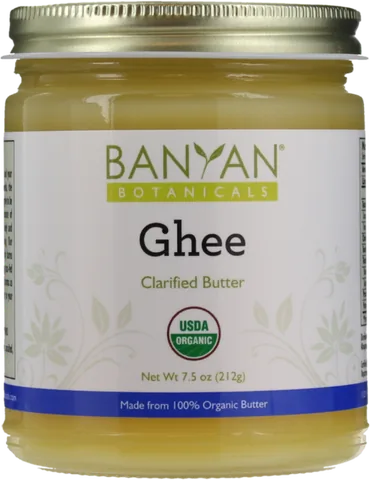 BANYAN®
BOTANICALS
Ghee
Clarified Butter
USDA
ORGANIC
Net Wt 7.5 oz (212g)
Made from 100% Organic Butter